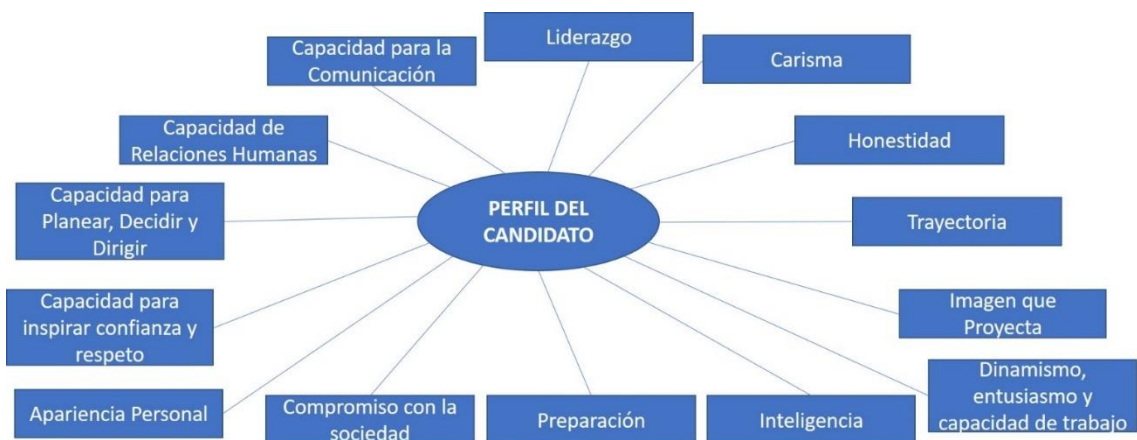 Liderazgo
Capacidad para la
Comunicación
Carisma
Capacidad de
Relaciones Humanas
Honestidad
Capacidad para
Planear, Decidir y
Dirigir
PERFIL DEL
CANDIDATO
Trayectoria
Capacidad para
inspirar confianza y
respeto
Imagen que
Proyecta
Apariencia Personal
Compromiso con la
sociedad
Preparación
Inteligencia
Dinamismo,
entusiasmo y
capacidad de trabajo